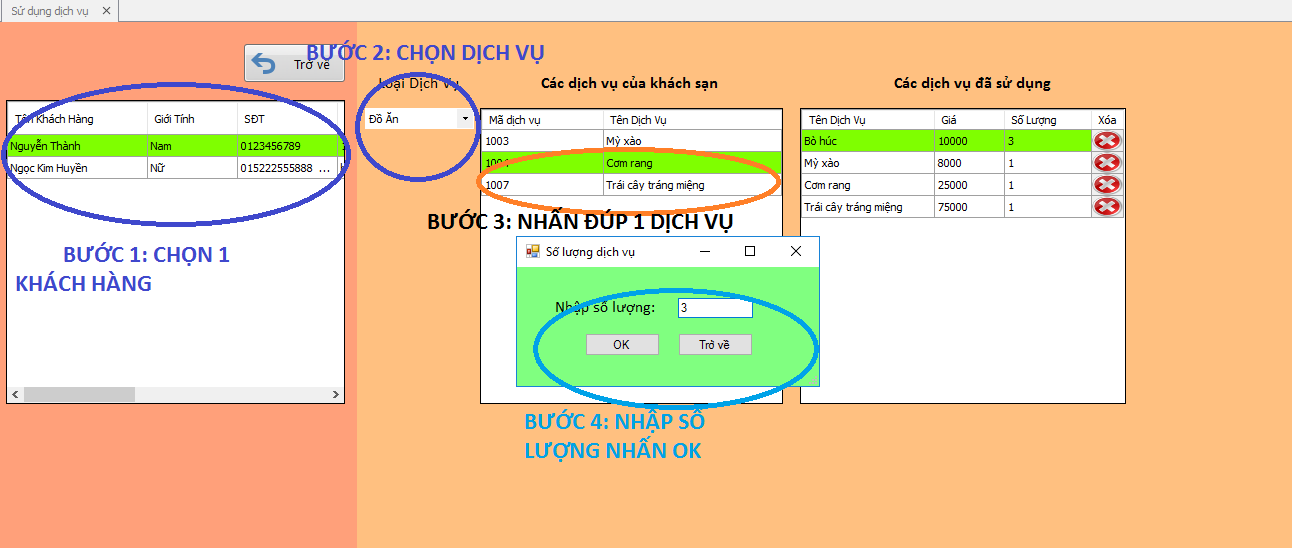 Sử dụng dịch vụ
Trở về
BƯỚC 2: CHỌN DỊCH VỤ
Loại Dịch Vụ
Các dịch vụ của khách sạn
Các dịch vụ đã sử dụng
Tên Khách Hàng Giới Tính SĐT
Nguyễn Thành Nam 0123456789
Ngọc Kim Huyền Nữ 015222555888 ...
BƯỚC 1: CHỌN 1
KHÁCH HÀNG
Đồ Ăn
Mã dịch vụ Tên Dịch Vụ
1003 Mỳ xào
1004 Cơm rang
1007 Trái cây tráng miệng
BƯỚC 3: NHẤN ĐÚP 1 DỊCH VỤ
Số lượng dịch vụ
Nhập số lượng: 3
OK Trở về
BƯỚC 4: NHẬP SỐ
LƯỢNG NHẤN OK
Tên Dịch Vụ Giá Số Lượng Xóa
Bò húc 10000 3
Mỳ xào 8000 1
Cơm rang 25000 1
Trái cây tráng miệng 75000 1